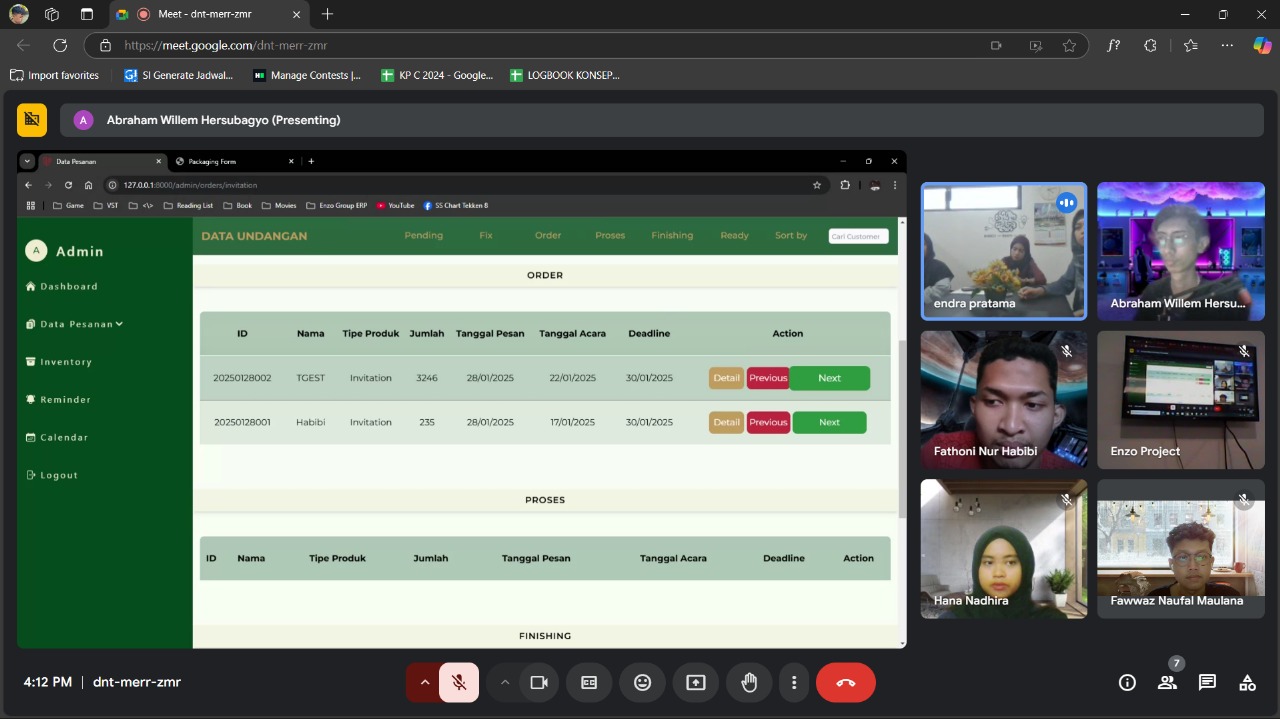 Meet - dnt-merr-zmr
https://meet.google.com/dnt-merr-zmr
Import favorites
SI Generate Jadwal...
Manage Contests |...
KP C 2024 - Google...
LOGBOOK KONSEP...
A
Abraham Willem Hersubagyo (Presenting)
Data Pesanan
Packaging Form
127.0.0.1:8000/admin/orders/invitation
Game
VST
<\>
Reading List
Book
Movies
Enzo Group ERP
YouTube
SS Chart Tekken 8
A
Admin
Dashboard
Data Pesanan
Inventory
Reminder
Calendar
Logout
DATA UNDANGAN
Pending
Fix
Order
Proses
Finishing
Ready
Sort by
Cari Customer
ORDER
ID Nama Tipe Produk Jumlah Tanggal Pesan Tanggal Acara Deadline Action
20250128002 TGEST Invitation 3246 28/01/2025 22/01/2025 30/01/2025 Detail Previous Next
20250128001 Habibi Invitation 235 28/01/2025 17/01/2025 30/01/2025 Detail Previous Next
PROSES
ID Nama Tipe Produk Jumlah Tanggal Pesan Tanggal Acara Deadline Action
FINISHING
endra pratama
Abraham Willem Hersu...
Fathoni Nur Habibi
Enzo Project
Hana Nadhira
Fawwaz Naufal Maulana
4:12 PM | dnt-merr-zmr
7